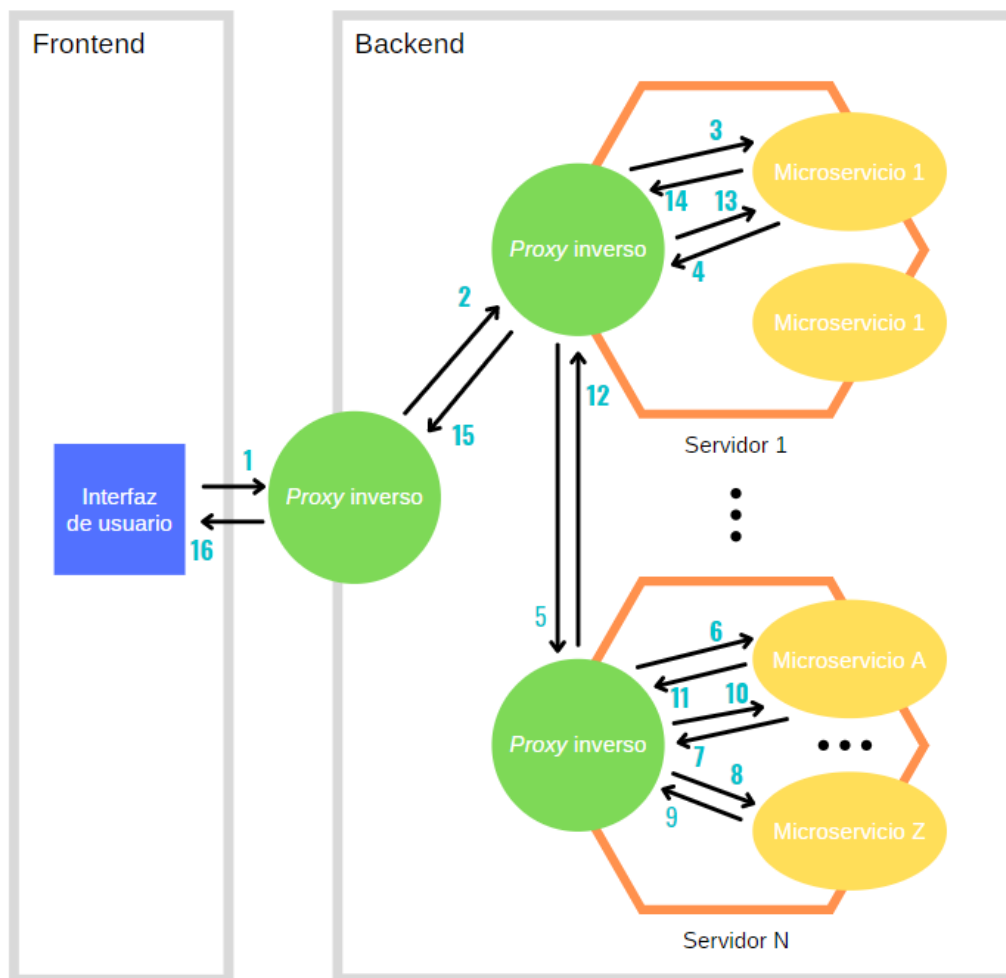 Frontend
Backend
3
Microservicio 1
14
13
Proxy inverso
4
2
Microservicio 1
12
15
Servidor 1
1
Interfaz
de usuario
Proxy inverso
16
5
6
Microservicio A
11
10
Proxy inverso
7
8
9
Microservicio Z
Servidor N